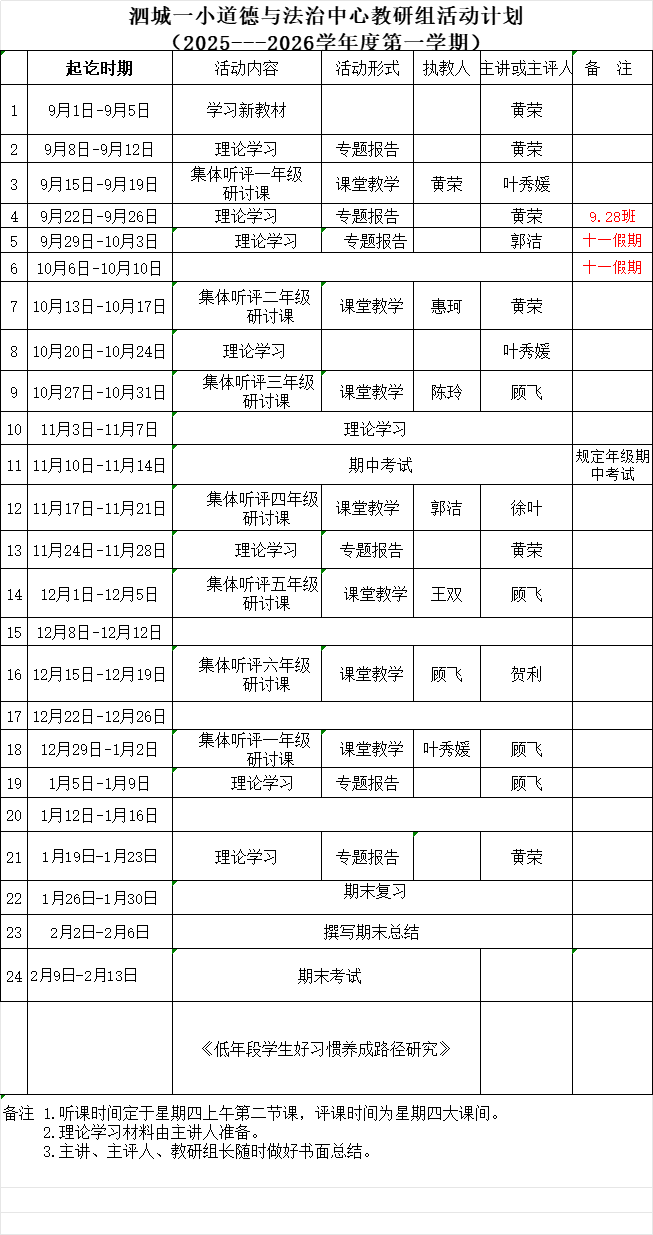 泗城一小道德与法治中心教研组活动计划
（2025---2026学年度第一学期）
起讫时期 活动内容 活动形式 执教人 主讲或主评人 备 注
1 9月1日-9月5日 学习新教材 黄荣
2 9月8日-9月12日 理论学习 专题报告 黄荣
3 9月15日-9月19日 集体听评一年级 课堂教学 黄荣 叶秀媛
研讨课
4 9月22日-9月26日 理论学习 专题报告 黄荣 9.28班
5 9月29日-10月3日 理论学习 专题报告 郭洁 十一假期
6 10月6日-10月10日 十一假期
7 10月13日-10月17日 集体听评二年级 课堂教学 惠珂 黄荣
研讨课
8 10月20日-10月24日 理论学习 叶秀媛
9 10月27日-10月31日 集体听评三年级 课堂教学 陈玲 顾飞
研讨课
10 11月3日-11月7日 理论学习
11 11月10日-11月14日 期中考试 规定年级期
中考试
12 11月17日-11月21日 集体听评四年级 课堂教学 郭洁 徐叶
研讨课
13 11月24日-11月28日 理论学习 专题报告 黄荣
14 12月1日-12月5日 集体听评五年级 课堂教学 王双 顾飞
研讨课
15 12月8日-12月12日
16 12月15日-12月19日 集体听评六年级 课堂教学 顾飞 贺利
研讨课
17 12月22日-12月26日
18 12月29日-1月2日 集体听评一年级 课堂教学 叶秀媛 顾飞
研讨课
19 1月5日-1月9日 理论学习 专题报告 顾飞
20 1月12日-1月16日
21 1月19日-1月23日 理论学习 专题报告 黄荣
22 1月26日-1月30日 期末复习
23 2月2日-2月6日 撰写期末总结
24 2月9日-2月13日 期末考试
《低年段学生好习惯养成路径研究》
备注 1.听课时间定于星期四上午第二节课，评课时间为星期四大课间。
2.理论学习材料由主讲人准备。
3.主讲、主评人、教研组长随时做好书面总结。